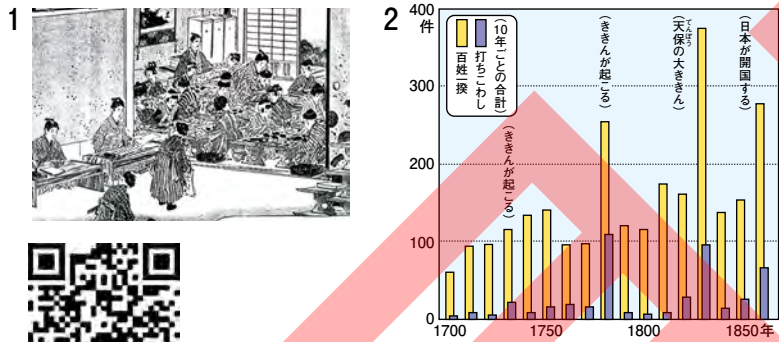 1
2
400
件
300
200
100
0
1700
1750
1800
1850年
(10年ごとの合計)
打ちこわし
百姓一揆
(ききんが起こる)
(ききんが起こる)
てんぽう
(天保の大ききん)
(日本が開国する)